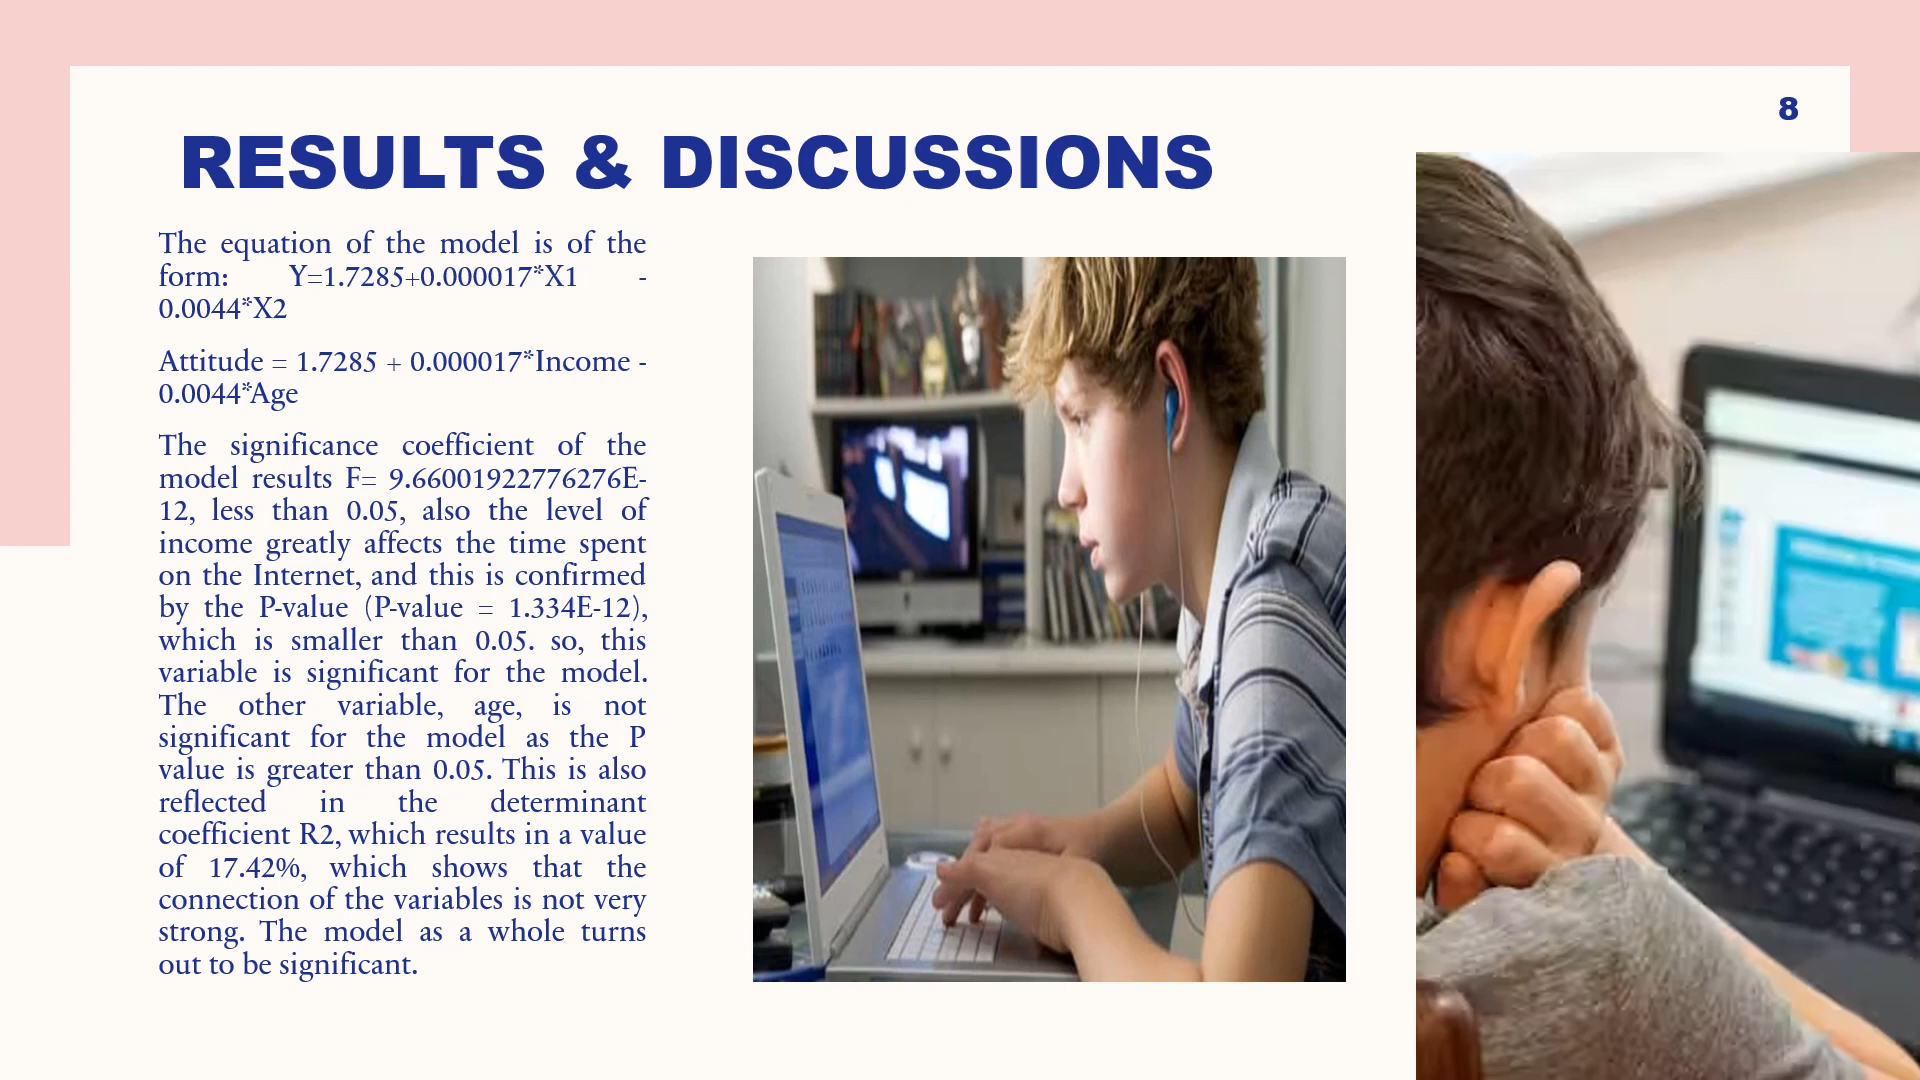 8
RESULTS & DISCUSSIONS
The equation of the model is of the
form: Y=1.7285+0.000017*X1 -
0.0044*X2
Attitude = 1.7285 + 0.000017*Income -
0.0044*Age
The significance coefficient of the
model results F= 9.66001922776276E-
12, less than 0.05, also the level of
income greatly affects the time spent
on the Internet, and this is confirmed
by the P-value (P-value = 1.334E-12),
which is smaller than 0.05. so, this
variable is significant for the model.
The other variable, age, is not
significant for the model as the P
value is greater than 0.05. This is also
reflected in the determinant
coefficient R2, which results in a value
of 17.42%, which shows that the
connection of the variables is not very
strong. The model as a whole turns
out to be significant.